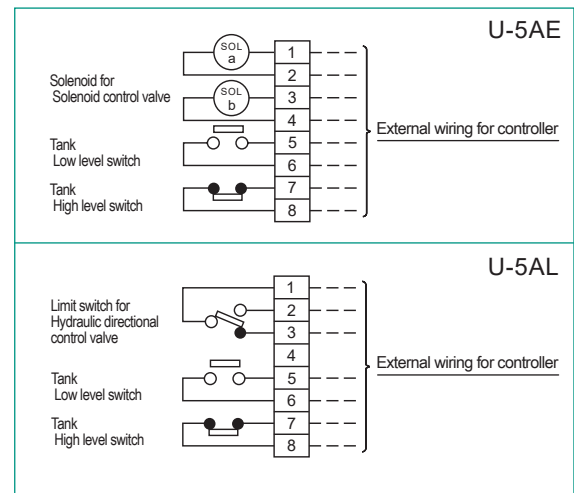 U-5AE
SOL
a
1
2
Solenoid for
Solenoid control valve
SOL
b
3
4
External wiring for controller
Tank
Low level switch
5
6
Tank
High level switch
7
8
U-5AL
1
Limit switch for
Hydraulic directional
control valve
2
3
4
External wiring for controller
Tank
Low level switch
5
6
Tank
High level switch
7
8